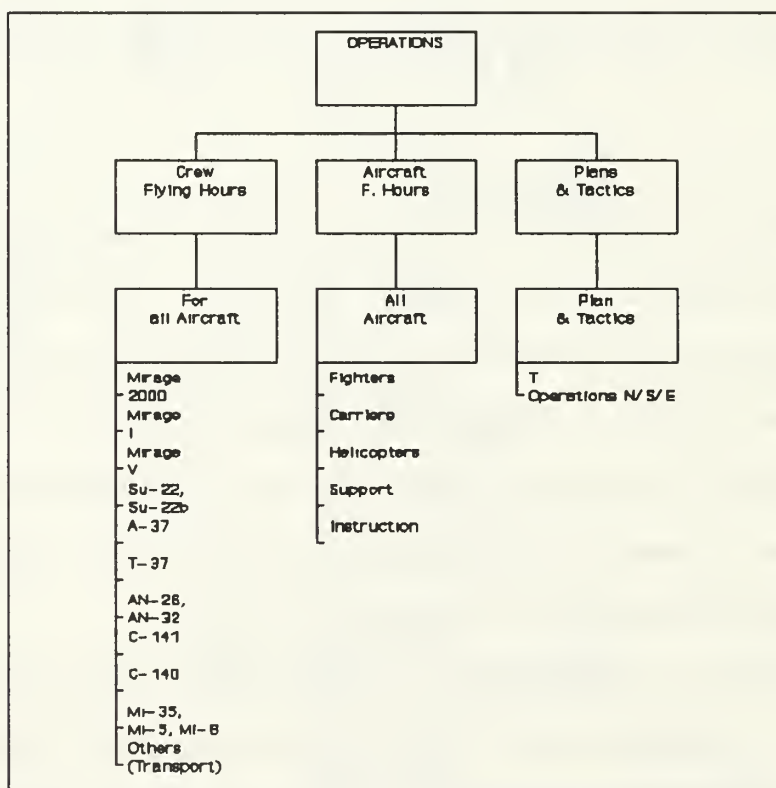 OPERATIONS
Crew
Flying Hours
Aircraft
F. Hours
Plans
& Tactics
For
all Aircraft
All
Aircraft
Plan
& Tactics
Mirage
2000
Mirage
I
Mirage
V
Su-22,
Su-22b
A-37
T-37
AN-26,
AN-32
C-141
C-140
Mi-35,
Mi-5, Mi-8
Others
(Transport)
Fighters
Carriers
Helicopters
Support
Instruction
T
Operations N/S/E